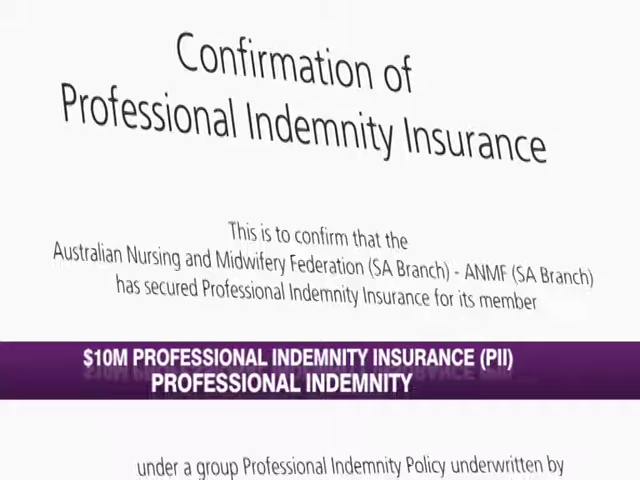 Confirmation of
Professional Indemnity Insurance
This is to confirm that the
Australian Nursing and Midwifery Federation (SA Branch) - ANMF (SA Branch)
has secured Professional Indemnity Insurance for its member
$10M PROFESSIONAL INDEMNITY INSURANCE (PII)
PROFESSIONAL INDEMNITY
under a group Professional Indemnity Policy underwritten by